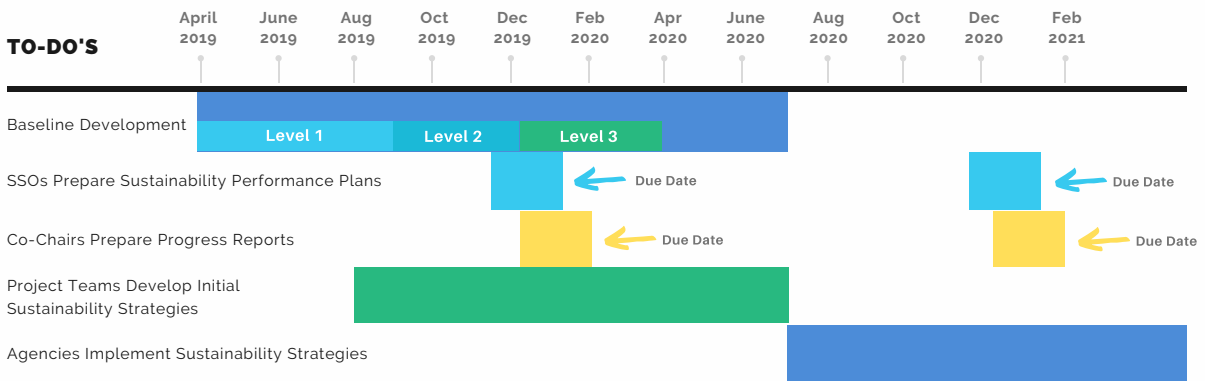 April June Aug Oct Dec Feb Apr June Aug Oct Dec Feb
2019 2019 2019 2019 2019 2020 2020 2020 2020 2020 2020 2021
TO-DO'S
Baseline Development
Level 1 Level 2 Level 3
SSOs Prepare Sustainability Performance Plans Due Date Due Date
Co-Chairs Prepare Progress Reports Due Date Due Date
Project Teams Develop Initial
Sustainability Strategies
Agencies Implement Sustainability Strategies